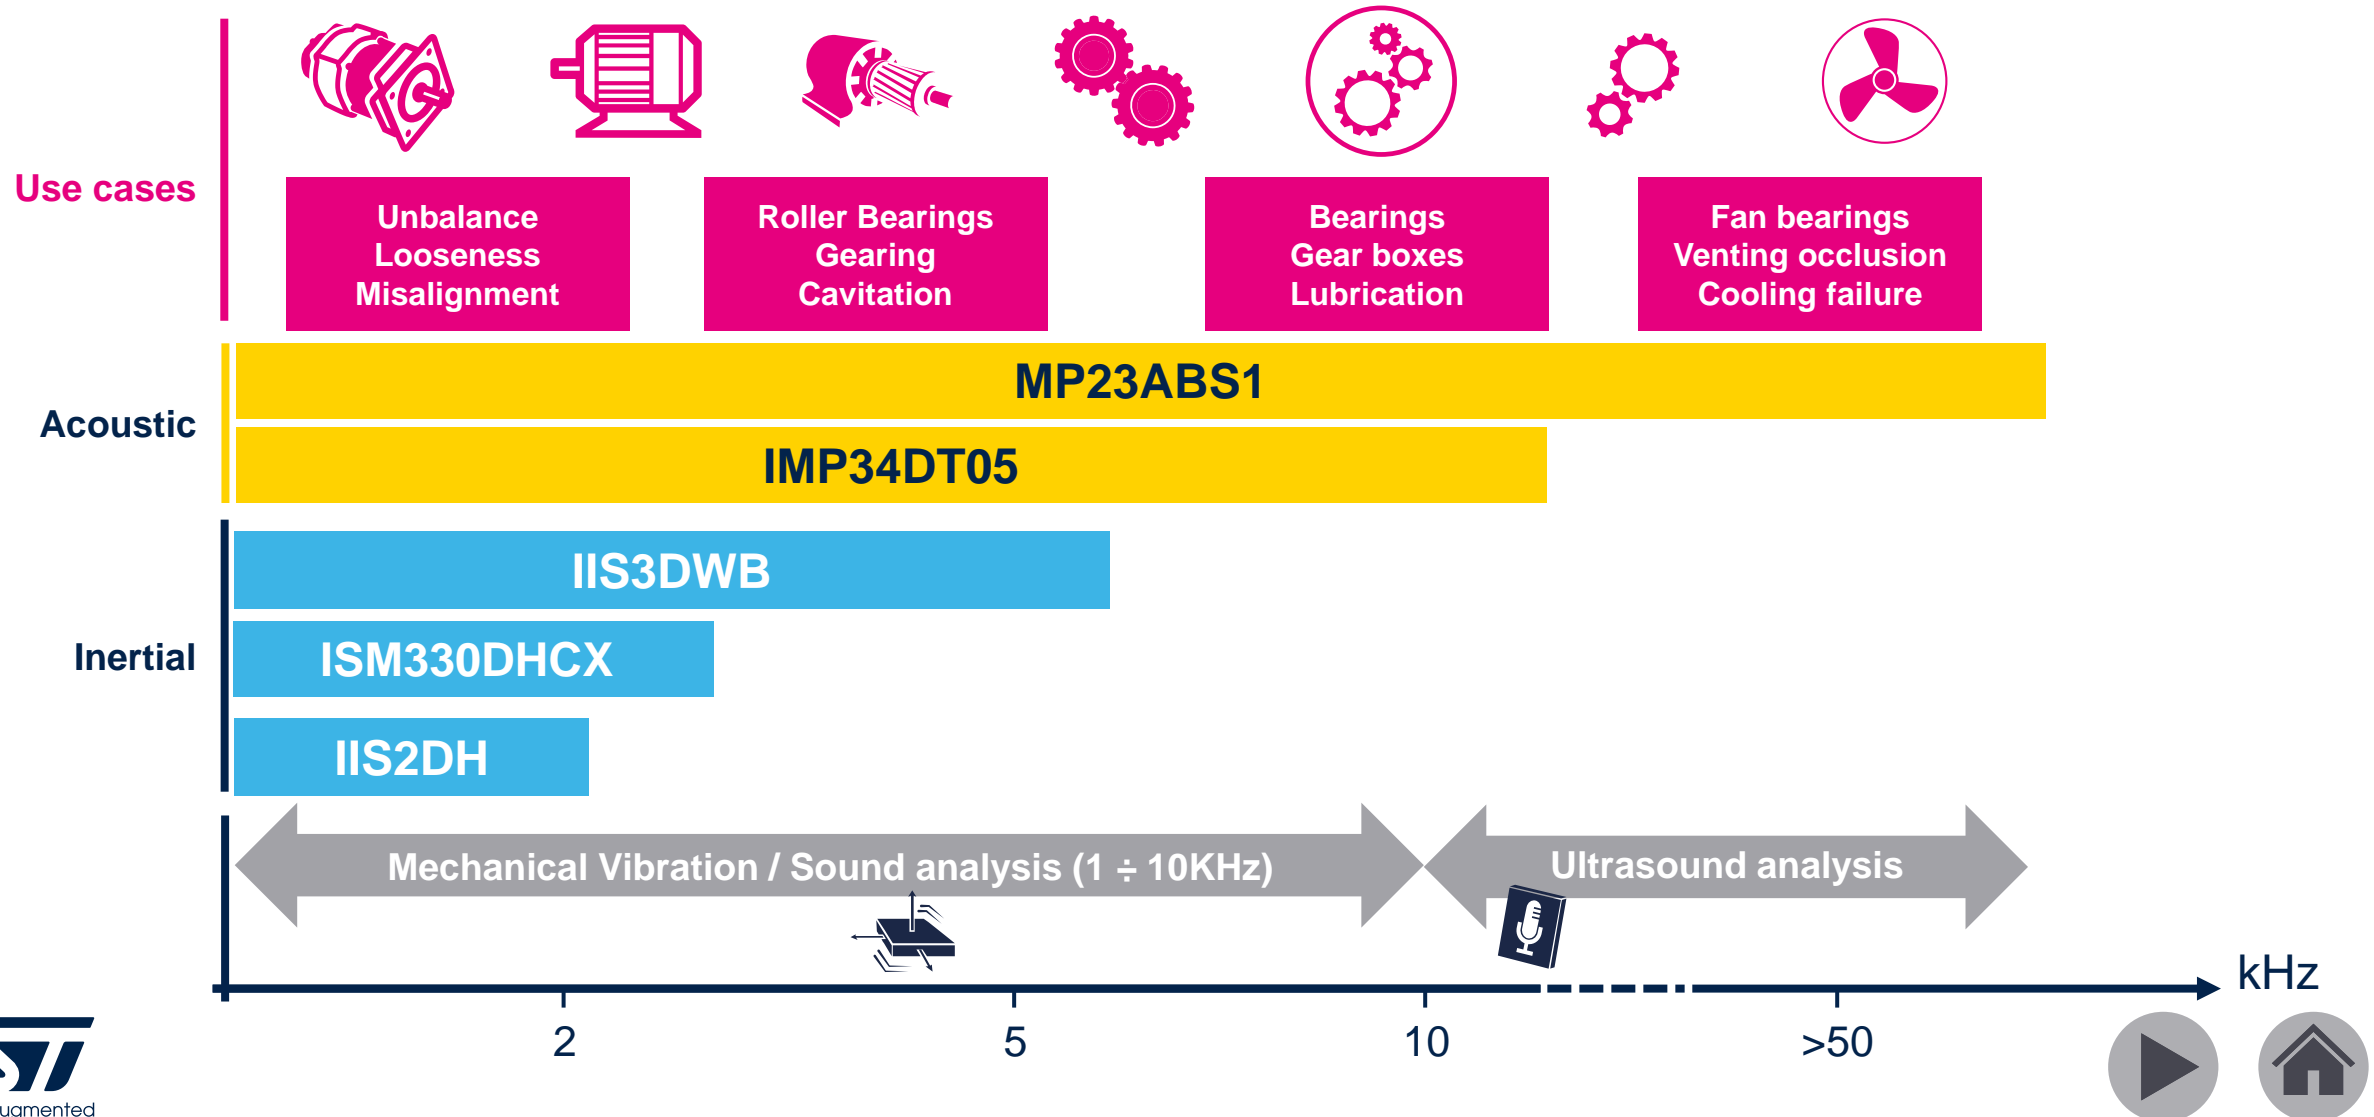 Use cases
Unbalance
Looseness
Misalignment
Roller Bearings
Gearing
Cavitation
Bearings
Gear boxes
Lubrication
Fan bearings
Venting occlusion
Cooling failure
Acoustic
MP23ABS1
IMP34DT05
Inertial
IIS3DWB
ISM330DHCX
IIS2DH
Mechanical Vibration / Sound analysis (1 ÷ 10KHz)
Ultrasound analysis
kHz
2
5
10
>50
ST